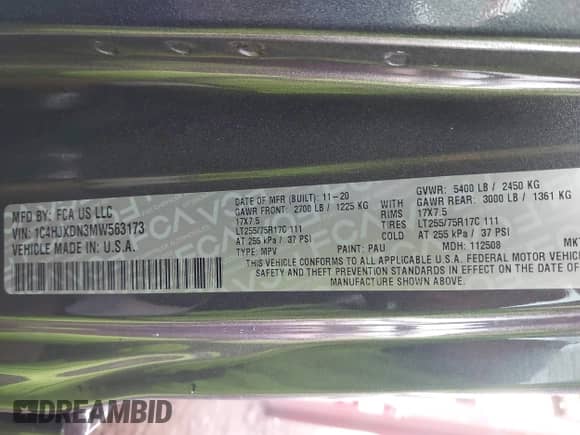 MFD BY: FCA US LLC
VIN: 1C4HJXDN3MW563173
VEHICLE MADE IN U.S.A.
DATE OF MFR (BUILT): 11-20
GAWR FRONT: 2700 LB / 1225 KG
17X7.5
LT255/75R17C 111
AT 255 kPa / 37 PSI
TYPE: MPV
WITH
RIMS
TIRES
GVWR: 5400 LB / 2450 KG
GAWR REAR: 3000 LB / 1361 KG
17X7.5
LT255/75R17C 111
AT 255 kPa / 37 PSI
PAINT: PAU
MDH: 112508
MKT
THIS VEHICLE CONFORMS TO ALL APPLICABLE U.S.A. FEDERAL MOTOR VEHICLE
SAFETY AND THEFT PREVENTION STANDARDS IN EFFECT ON THE DATE OF
MANUFACTURE SHOWN ABOVE.
DREAMBID